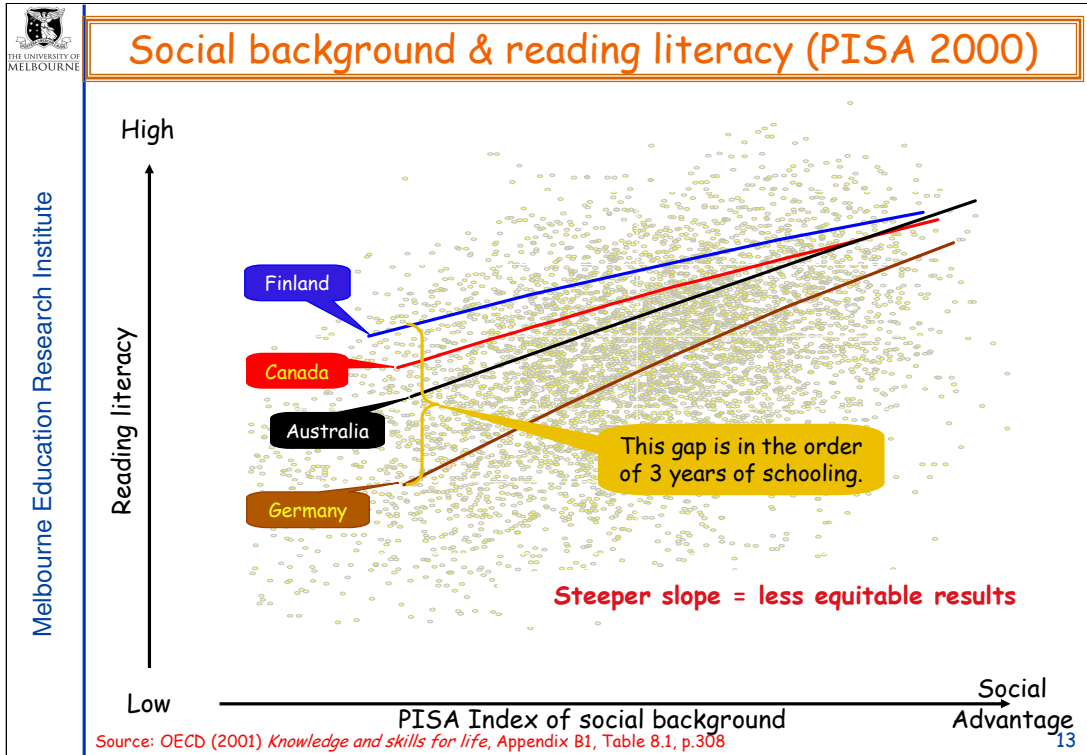 THE UNIVERSITY OF
MELBOURNE
Social background & reading literacy (PISA 2000)
Melbourne Education Research Institute
High
Reading literacy
Finland
Canada
Australia
Germany
This gap is in the order
of 3 years of schooling.
Steeper slope = less equitable results
Low
PISA Index of social background
Social
Advantage
Source: OECD (2001) Knowledge and skills for life, Appendix B1, Table 8.1, p.308
13